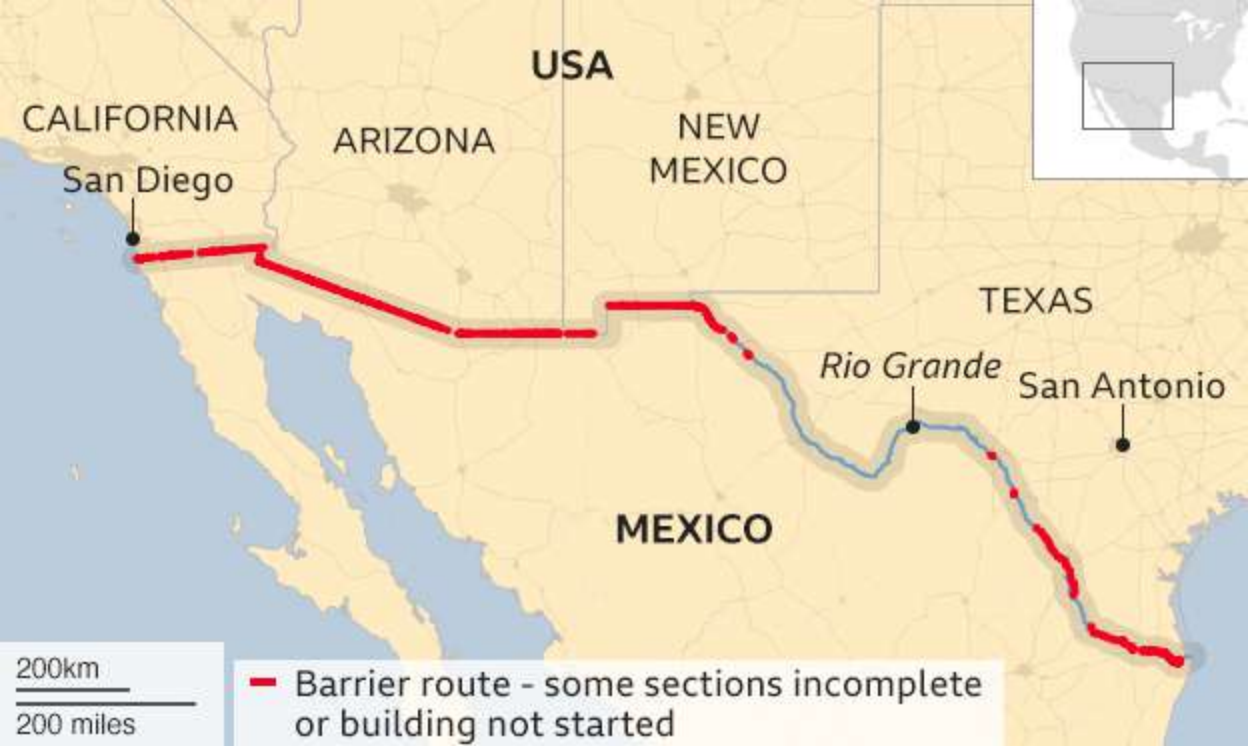 USA
CALIFORNIA
ARIZONA
NEW
MEXICO
San Diego
TEXAS
Rio Grande
San Antonio
MEXICO
200km
200 miles
Barrier route - some sections incomplete
or building not started